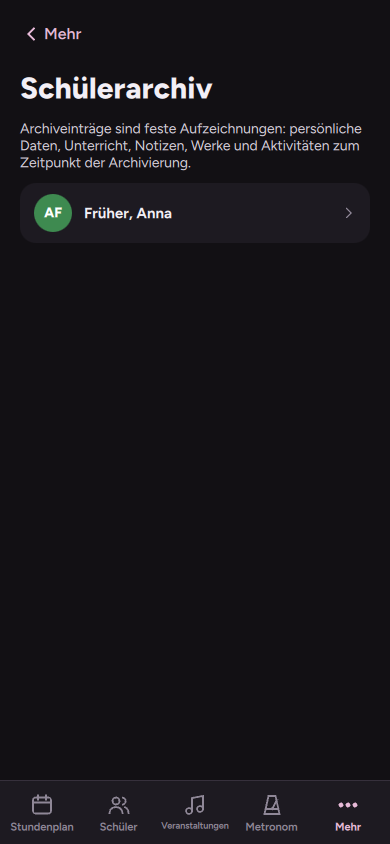 Mehr
Schülerarchiv
Archiveinträge sind feste Aufzeichnungen: persönliche
Daten, Unterricht, Notizen, Werke und Aktivitäten zum
Zeitpunkt der Archivierung.
AF Früher, Anna
Stundenplan Schüler Veranstaltungen Metronom Mehr